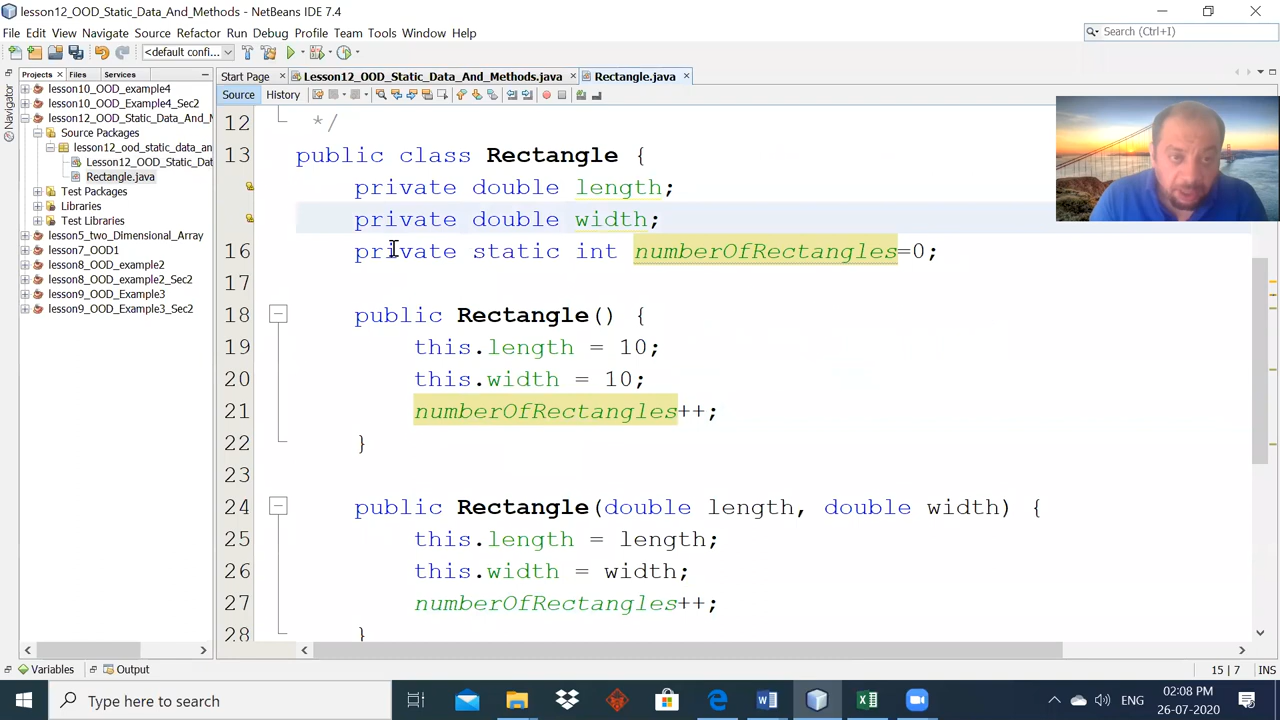 lesson12_OOD_Static_Data_And_Methods - NetBeans IDE 7.4
File Edit View Navigate Source Refactor Run Debug Profile Team Tools Window Help
Search (Ctrl+I)
<default confi...
Projects Files Services
Start Page Lesson12_OOD_Static_Data_And_Methods.java Rectangle.java
Source History
Navigator
lesson10_OOD_example4
lesson10_OOD_Example4_Sec2
lesson12_OOD_Static_Data_And_M
Source Packages
lesson12_ood_static_data_an
Lesson12_OOD_Static_Dat
Rectangle.java
Test Packages
Libraries
Test Libraries
lesson5_two_Dimensional_Array
lesson7_OOD1
lesson8_OOD_example2
lesson8_OOD_example2_Sec2
lesson9_OOD_Example3
lesson9_OOD_Example3_Sec2
12 */
13 public class Rectangle {
private double length;
private double width;
16 private static int numberOfRectangles=0;
17
18 public Rectangle() {
19 this.length = 10;
20 this.width = 10;
21 numberOfRectangles++;
22 }
23
24 public Rectangle(double length, double width) {
25 this.length = length;
26 this.width = width;
27 numberOfRectangles++;
28 }
Variables Output
15 | 7 INS
Type here to search
ENG
02:08 PM
26-07-2020